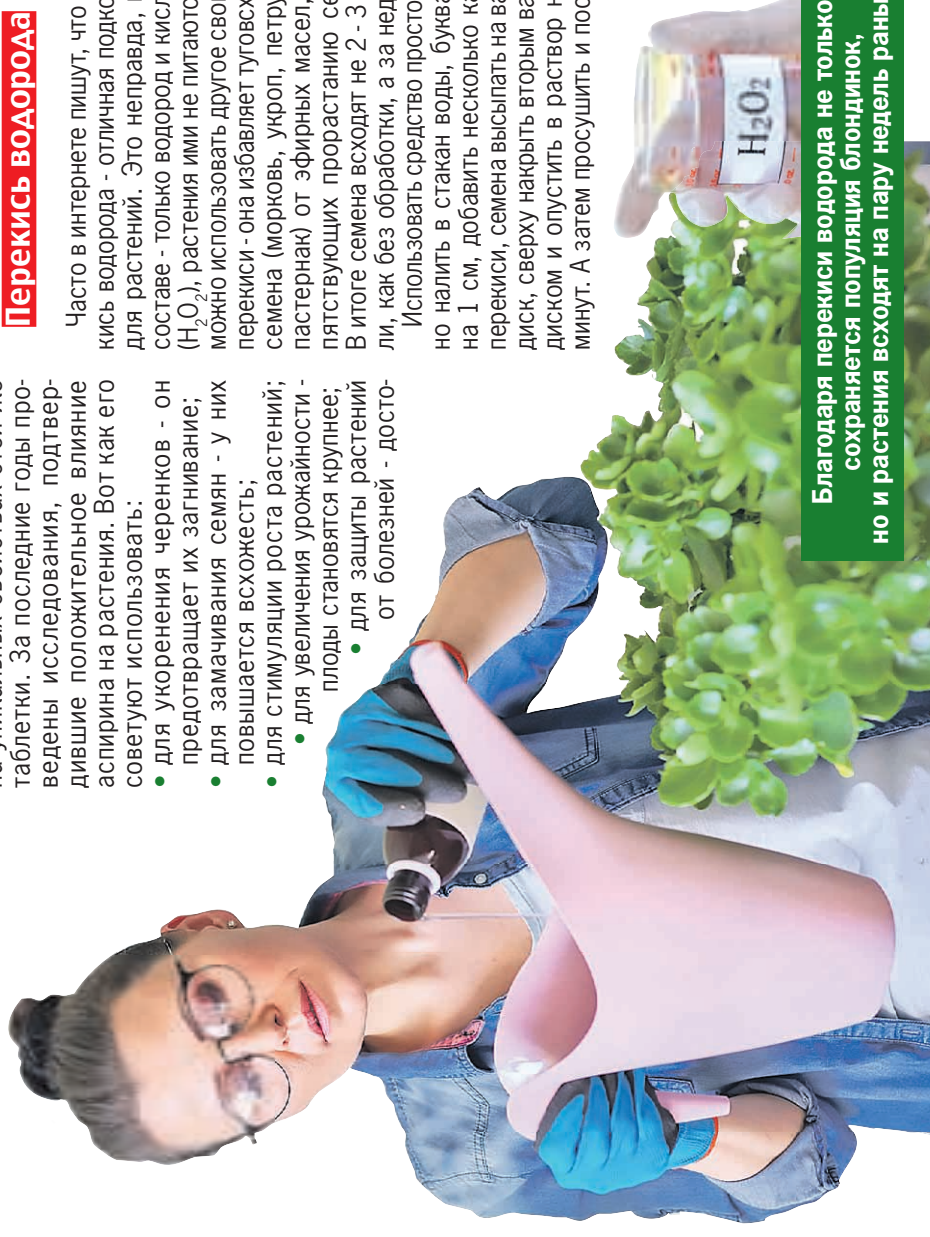 таблетки. За последние годы про-
ведены исследования, подтвер-
дившие положительное влияние
аспирина на растения. Вот как его
советуют использовать:
• для укоренения черенков - он
предотвращает их загнивание;
• для замачивания семян - у них
повышается всхожесть;
• для стимуляции роста растений;
• для увеличения урожайности -
плоды становятся крупнее;
• для защиты растений
от болезней - досто-
Перекись водорода
Часто в интернете пишут, что
кись водорода - отличная подко
для растений. Это неправда,
составе - только водород и кисл
(H₂O₂), растения ими не питаютс
можно использовать другое сво
перекиси - она избавляет туговсх
семена (морковь, укроп, петру
пастернак) от эфирных масел,
пятствующих прорастанию се
В итоге семена всходят не 2 - 3
ли, как без обработки, а за нед
Использовать средство просто
но налить в стакан воды, буква
на 1 см, добавить несколько ка
перекиси, семена высыпать на ва
диск, сверху накрыть вторым ва
диском и опустить в раствор н
минут. А затем просушить и пос
H₂O₂
Благодаря перекиси водорода не только
сохраняется популяция блондинок,
но и растения всходят на пару недель рань